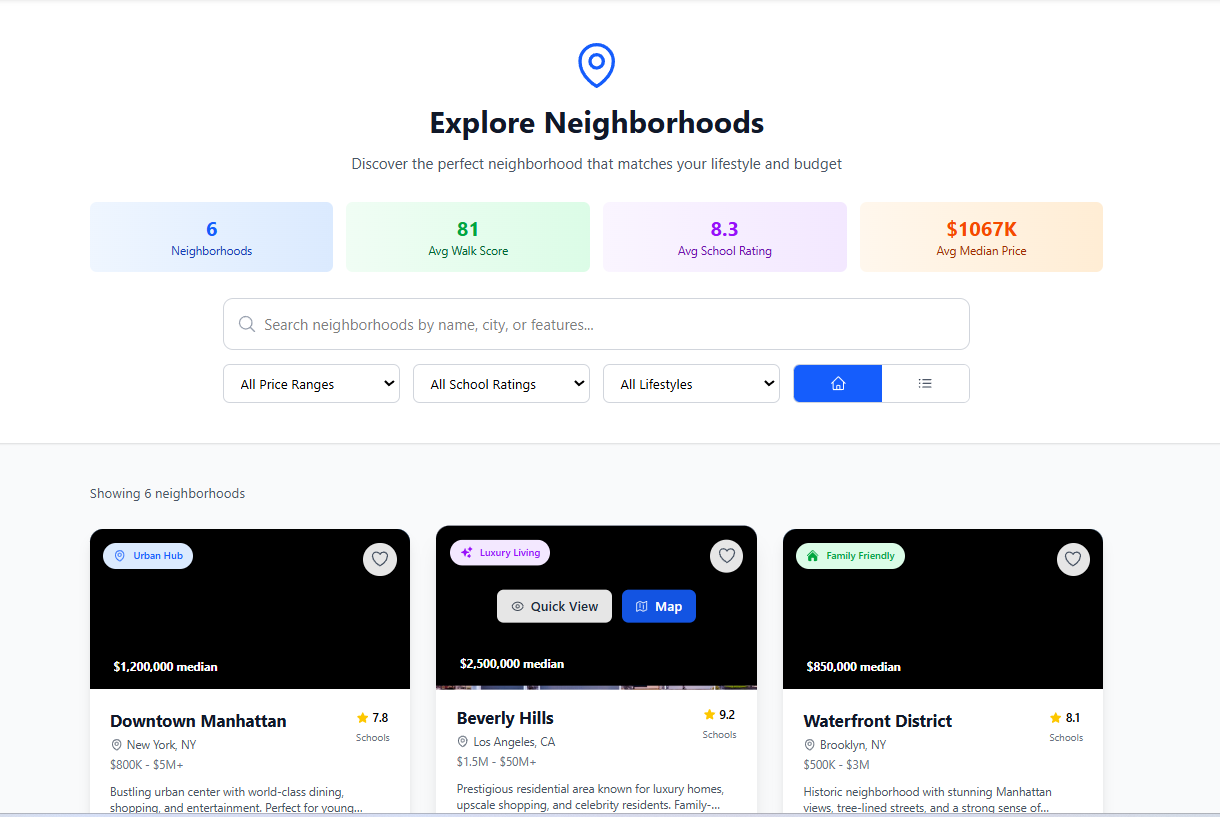 Explore Neighborhoods
Discover the perfect neighborhood that matches your lifestyle and budget
6
Neighborhoods
81
Avg Walk Score
8.3
Avg School Rating
$1067K
Avg Median Price
Search neighborhoods by name, city, or features...
All Price Ranges
All School Ratings
All Lifestyles
Showing 6 neighborhoods
Urban Hub
$1,200,000 median
Downtown Manhattan
7.8
Schools
New York, NY
$800K - $5M+
Bustling urban center with world-class dining,
shopping, and entertainment. Perfect for young...
Luxury Living
Quick View
Map
$2,500,000 median
Beverly Hills
9.2
Schools
Los Angeles, CA
$1.5M - $50M+
Prestigious residential area known for luxury homes,
upscale shopping, and celebrity residents. Family-...
Family Friendly
$850,000 median
Waterfront District
8.1
Schools
Brooklyn, NY
$500K - $3M
Historic neighborhood with stunning Manhattan
views, tree-lined streets, and a strong sense of...